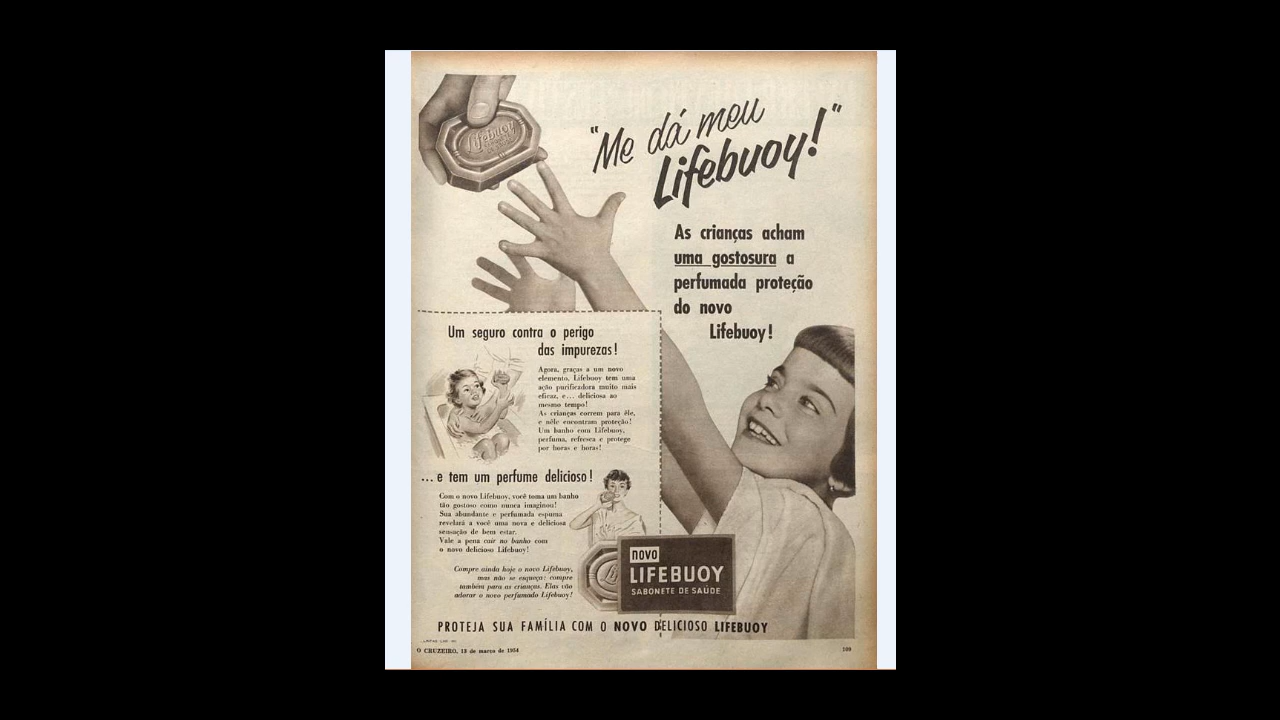 Lifebuoy
"Me dá meu
Lifebuoy!"
As crianças acham
uma gostosura a
perfumada proteção
do novo
Lifebuoy!
Um seguro contra o perigo
das impurezas!
Agora, graças a um novo
elemento, Lifebuoy tem uma
ação purificadora muito mais
eficaz, e... deliciosa ao
mesmo tempo!
As crianças correm para êle,
e nêle encontram proteção!
Um banho com Lifebuoy,
perfuma, refresca e protege
por horas e horas!
...e tem um perfume delicioso!
Com o novo Lifebuoy, você toma um banho
tão gostoso como nunca imaginou!
Sua abundante e perfumada espuma
revelará a você uma nova e deliciosa
sensação de bem estar.
Vale a pena cair no banho com
o novo delicioso Lifebuoy!
Compre ainda hoje o novo Lifebuoy,
mas não se esqueça: compre
também para as crianças. Elas vão
adorar o novo perfumado Lifebuoy!
NOVO
LIFEBUOY
SABONETE DE SAÚDE
PROTEJA SUA FAMÍLIA COM O NOVO DELICIOSO LIFEBUOY
O CRUZEIRO, 13 de março de 1954
109